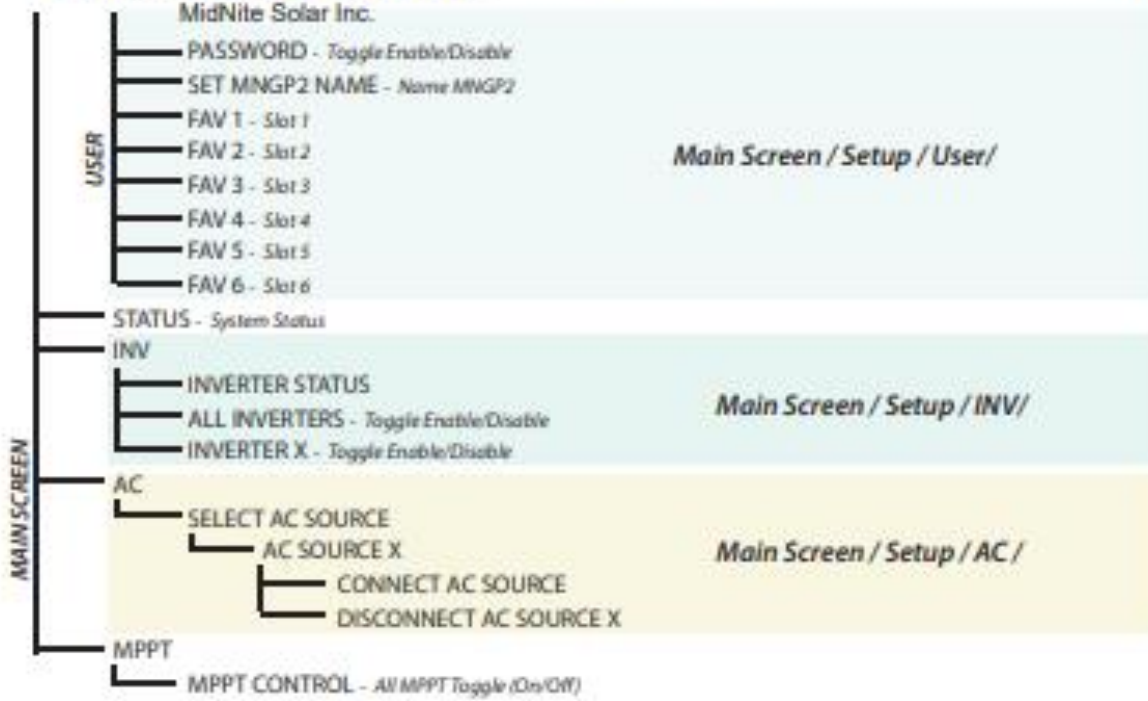 MidNite Solar Inc.
PASSWORD - Toggle Enable/Disable
SET MNGP2 NAME - Name MNGP2
FAV 1 - Slot 1
FAV 2 - Slot 2
FAV 3 - Slot 3
FAV 4 - Slot 4
FAV 5 - Slot 5
FAV 6 - Slot 6
USER
Main Screen / Setup / User/
STATUS - System Status
INV
INVERTER STATUS
ALL INVERTERS - Toggle Enable/Disable
INVERTER X - Toggle Enable/Disable
Main Screen / Setup / INV/
MAIN SCREEN
AC
SELECT AC SOURCE
AC SOURCE X
CONNECT AC SOURCE
DISCONNECT AC SOURCE X
Main Screen / Setup / AC /
MPPT
MPPT CONTROL - All MPPT Toggle (On/Off)